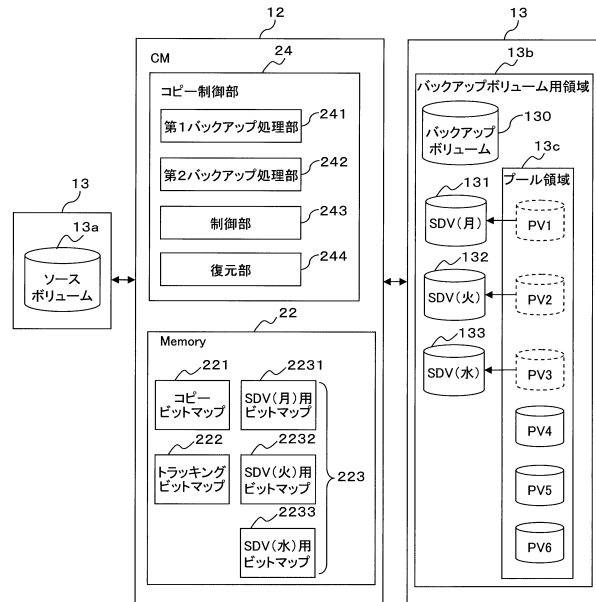 13
13a
ソース
ボリューム
12
CM
24
コピー制御部
第1バックアップ処理部
241
第2バックアップ処理部
242
制御部
243
復元部
244
22
Memory
221
コピー
ビットマップ
2231
SDV(月)用
ビットマップ
222
トラッキング
ビットマップ
2232
SDV(火)用
ビットマップ
223
2233
SDV(水)用
ビットマップ
13
13b
バックアップボリューム用領域
バックアップ
ボリューム
130
13c
プール領域
131
SDV(月)
PV1
132
SDV(火)
PV2
133
SDV(水)
PV3
PV4
PV5
PV6